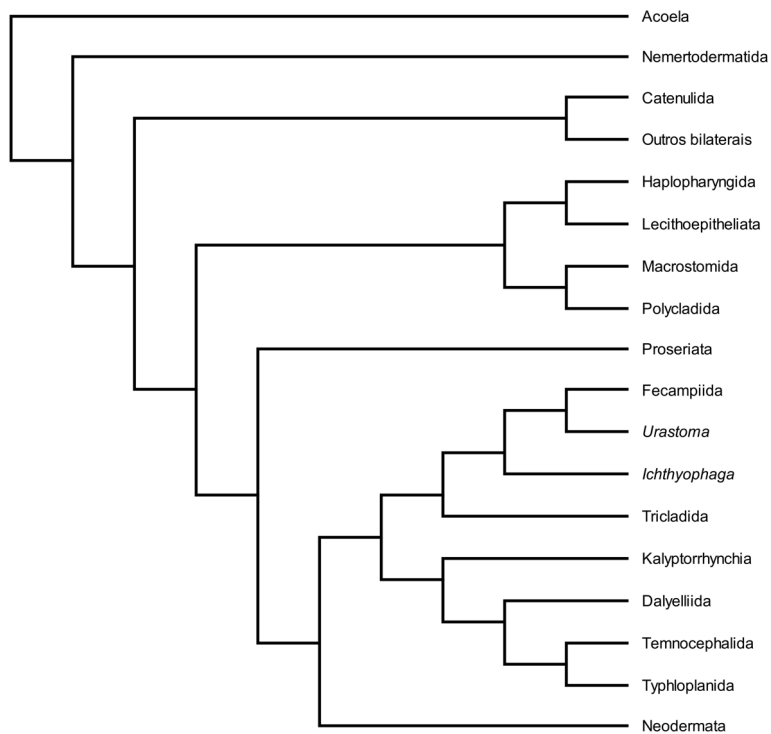 Acoela
Nemertodermatida
Catenulida
Outros bilaterais
Haplopharyngida
Lecithoepitheliata
Macrostomida
Polycladida
Proseriata
Fecampiida
Urastoma
Ichthyophaga
Tricladida
Kalyptorrhynchia
Dalyelliida
Temnocephalida
Typhloplanida
Neodermata